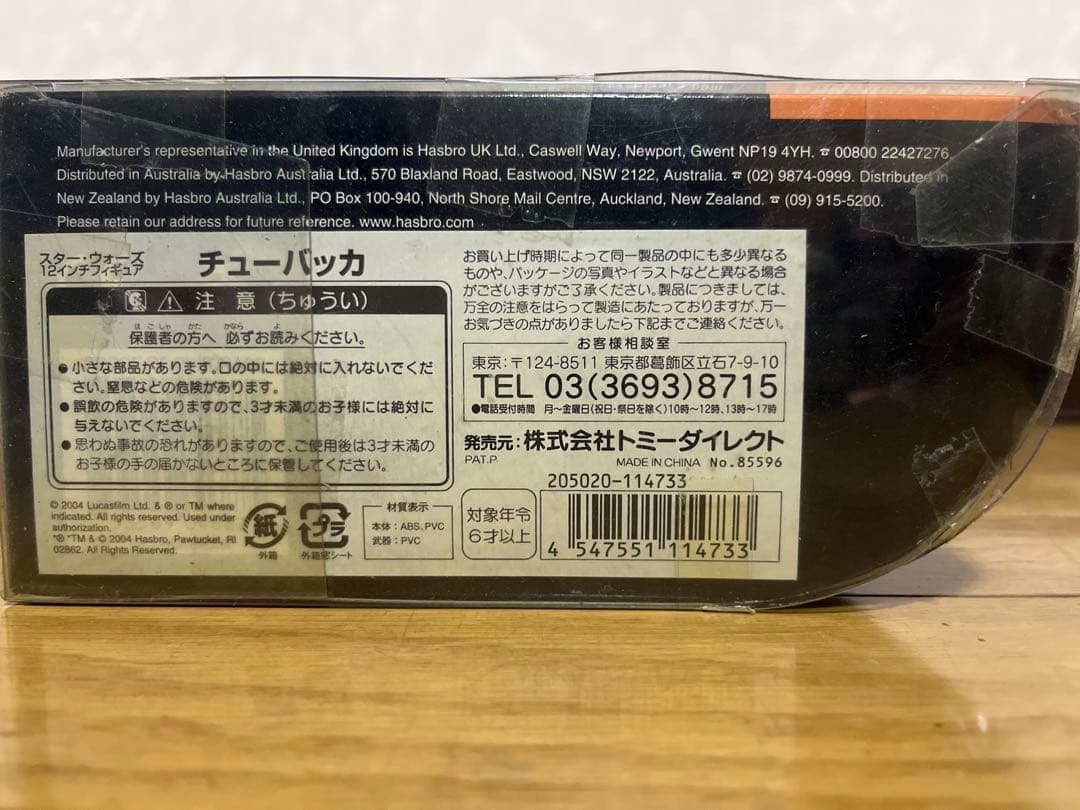 Manufacturer's representative in the United Kingdom is Hasbro UK Ltd., Caswell Way, Newport, Gwent NP19 4YH. ☎ 00800 22427276.
Distributed in Australia by Hasbro Australia Ltd., 570 Blaxland Road, Eastwood, NSW 2122, Australia. ☎ (02) 9874-0999. Distributed in
New Zealand by Hasbro Australia Ltd., PO Box 100-940, North Shore Mail Centre, Auckland, New Zealand. ☎ (09) 915-5200.
Please retain our address for future reference. www.hasbro.com
スター・ウォーズ
12インチフィギュア
チューバッカ
⚠ 注 意 (ちゅうい)
保護者の方へ 必ずお読みください。
●小さな部品があります。口の中には絶対に入れないでくだ
さい。窒息などの危険があります。
●誤飲の危険がありますので、3才未満のお子様には絶対に
与えないでください。
●思わぬ事故の恐れがありますので、ご使用後は3才未満の
お子様の手の届かないところに保管してください。
© 2004 Lucasfilm Ltd. & ® or TM where
indicated. All rights reserved. Used under
authorization.
*® *TM & © 2004 Hasbro, Pawtucket, RI
02862. All Rights Reserved.
紙
外箱
プラ
外箱窓シート
材質表示
本体：ABS,PVC
武器：PVC
お買い上げ時期によって同一製品の中にも多少異なる
ものや、パッケージの写真やイラストなどと異なる場合
がございますがご了承ください。製品につきましては、
万全の注意をはらって製造にあたっておりますが、万一
お気づきの点がありましたら下記までご連絡ください。
お客様相談室
東京：〒124-8511 東京都葛飾区立石7-9-10
TEL 03(3693)8715
●電話受付時間 月〜金曜日(祝日・祭日を除く)10時〜12時、13時〜17時
発売元：株式会社トミーダイレクト
PAT.P. MADE IN CHINA No.85596
205020-114733
対象年令
6才以上
4 547551 114733